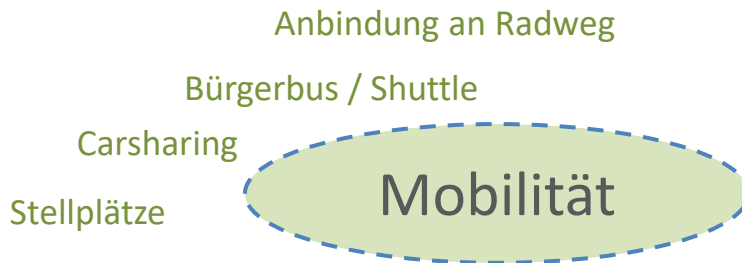 Anbindung an Radweg
Bürgerbus / Shuttle
Carsharing
Mobilität
Stellplätze